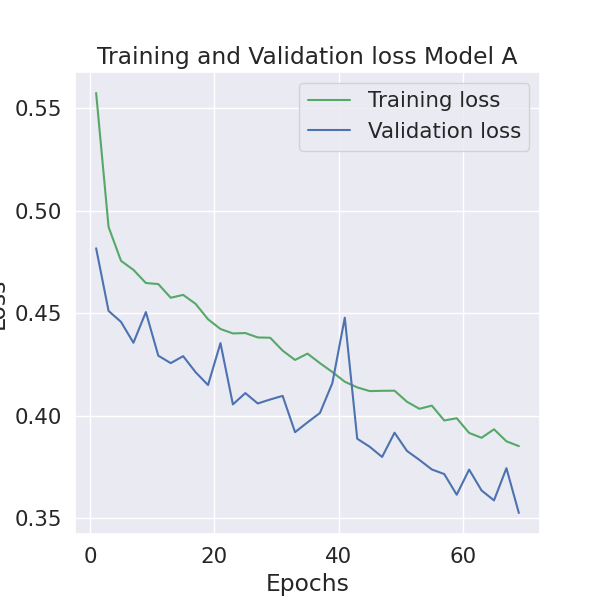 Training and Validation loss Model A
Training loss
Validation loss
0.55
0.50
0.45
0.40
0.35
Loss
0 20 40 60
Epochs